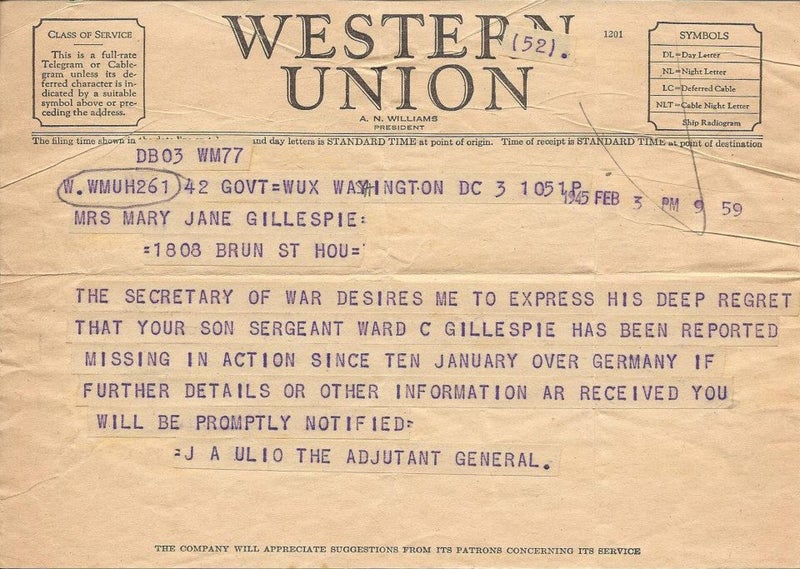 CLASS OF SERVICE
This is a full-rate
Telegram or Cable-
gram unless its de-
ferred character is in-
dicated by a suitable
symbol above or pre-
ceding the address.
WESTERN
UNION
(52).
A. N. WILLIAMS
PRESIDENT
1201
SYMBOLS
DL=Day Letter
NL=Night Letter
LC=Deferred Cable
NLT=Cable Night Letter
Ship Radiogram
The filing time shown in the date line and day letters is STANDARD TIME at point of origin. Time of receipt is STANDARD TIME at point of destination
DB03 WM77
W.WMUH261 42 GOVT=WUX WASHINGTON DC 3 1051P
1945 FEB 3 PM 9 59
MRS MARY JANE GILLESPIE:
=1808 BRUN ST HOU=
THE SECRETARY OF WAR DESIRES ME TO EXPRESS HIS DEEP REGRET
THAT YOUR SON SERGEANT WARD C GILLESPIE HAS BEEN REPORTED
MISSING IN ACTION SINCE TEN JANUARY OVER GERMANY IF
FURTHER DETAILS OR OTHER INFORMATION AR RECEIVED YOU
WILL BE PROMPTLY NOTIFIED=
=J A ULIO THE ADJUTANT GENERAL.
THE COMPANY WILL APPRECIATE SUGGESTIONS FROM ITS PATRONS CONCERNING ITS SERVICE